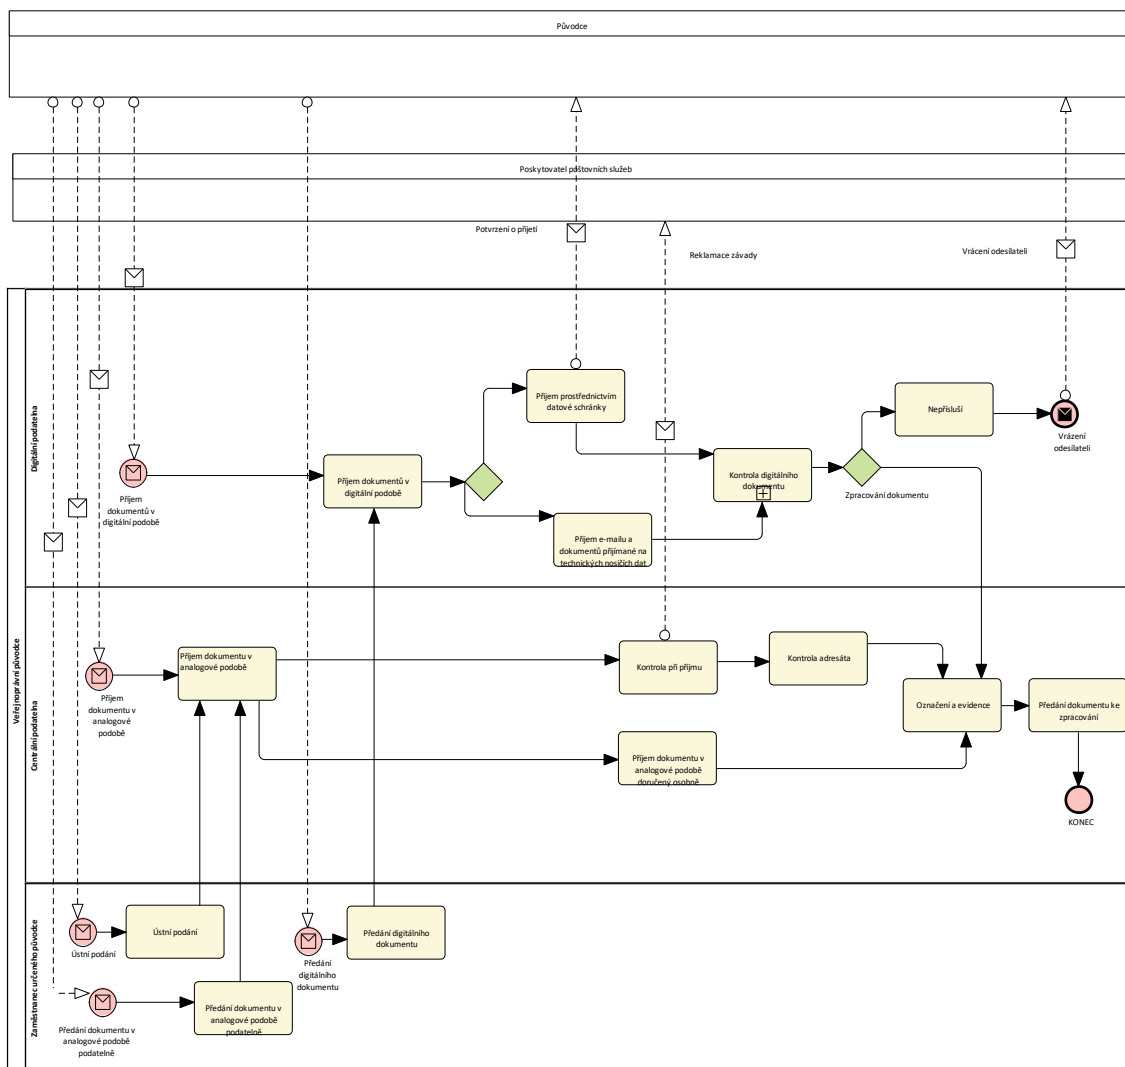 Původce
Poskytovatel poštovních služeb
Potvrzení o přijetí
Reklamace závady
Vrácení odesílateli
Veřejnoprávní původce
Digitální podatelna
Příjem
dokumentů v
digitální podobě
Příjem dokumentů v
digitální podobě
Příjem prostřednictvím
datové schránky
Příjem e-mailu a
dokumentů přijímané na
technických nosičích dat
Kontrola digitálního
dokumentu
Zpracování dokumentu
Nepřísluší
Vrázení
odesílateli
Centrální podatelna
Příjem
dokumentu v
analogové
podobě
Příjem dokumentu v
analogové podobě
Kontrola při příjmu
Kontrola adresáta
Příjem dokumentu v
analogové podobě
doručený osobně
Označení a evidence
Předání dokumentu ke
zpracování
KONEC
Zaměstnanec určeného původce
Ústní podání
Ústní podání
Předání
digitálního
dokumentu
Předání digitálního
dokumentu
Předání dokumentu v
analogové podobě
podatelně
Předání dokumentu v
analogové podobě
podatelně